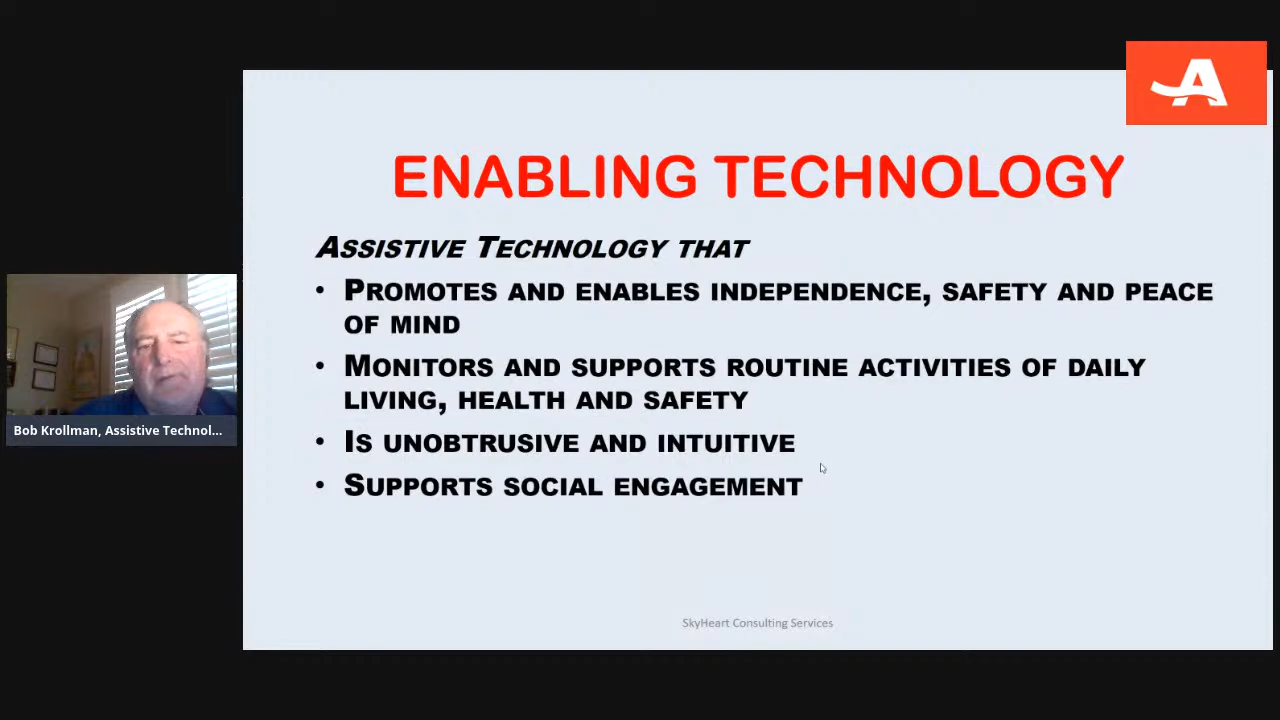 ENABLING TECHNOLOGY
ASSISTIVE TECHNOLOGY THAT
• PROMOTES AND ENABLES INDEPENDENCE, SAFETY AND PEACE
OF MIND
• MONITORS AND SUPPORTS ROUTINE ACTIVITIES OF DAILY
LIVING, HEALTH AND SAFETY
• IS UNOBTRUSIVE AND INTUITIVE
• SUPPORTS SOCIAL ENGAGEMENT
Bob Krollman, Assistive Technol...
SkyHeart Consulting Services